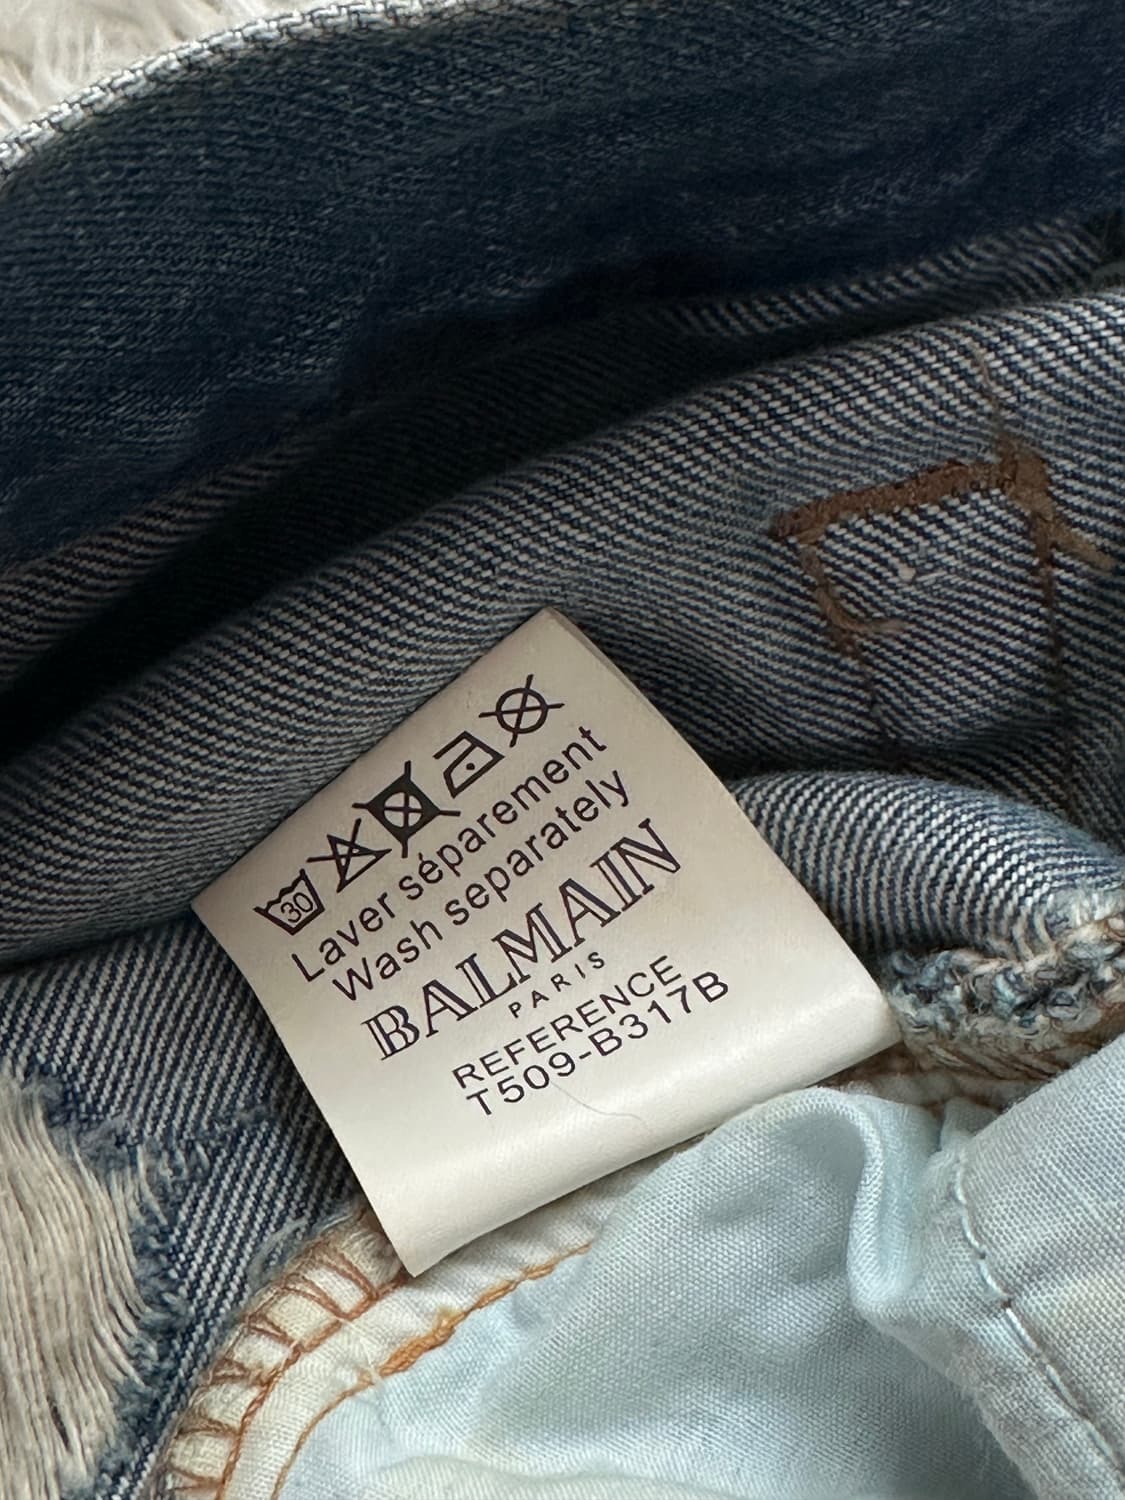 30
Laver séparement
Wash separately
BALMAIN
PARIS
REFERENCE
T509-B317B